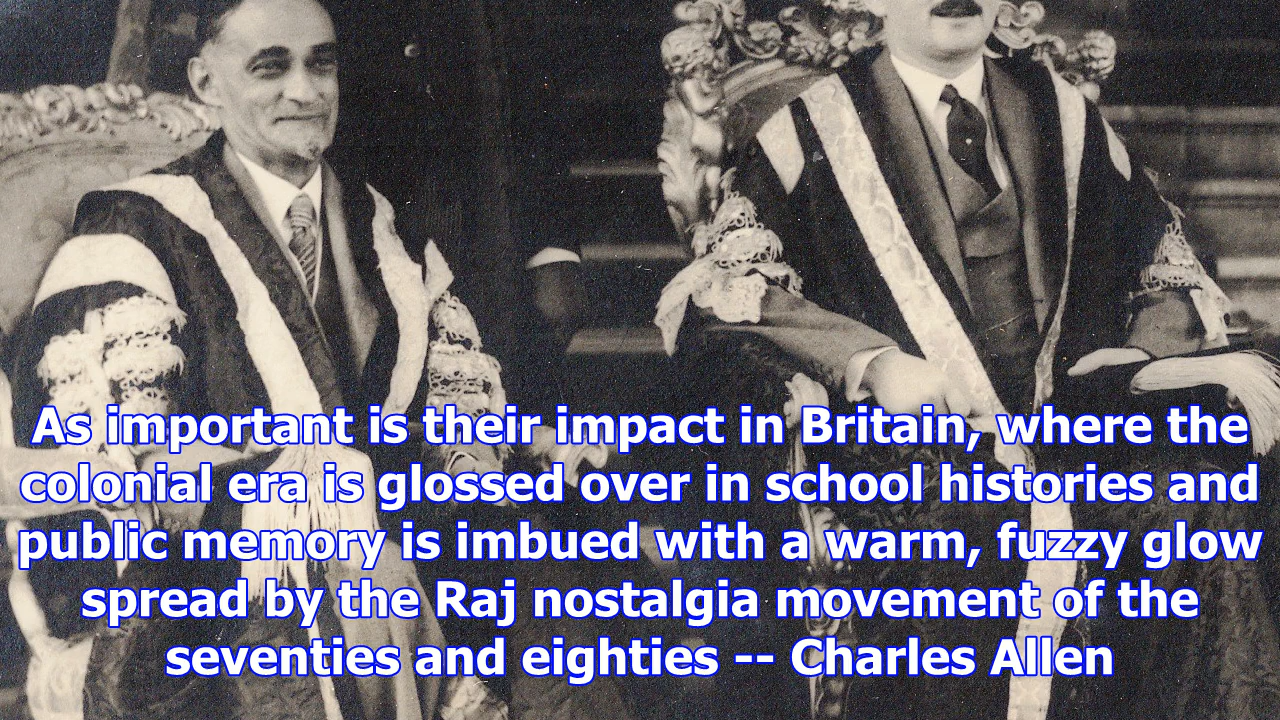 As important is their impact in Britain, where the
colonial era is glossed over in school histories and
public memory is imbued with a warm, fuzzy glow
spread by the Raj nostalgia movement of the
seventies and eighties -- Charles Allen